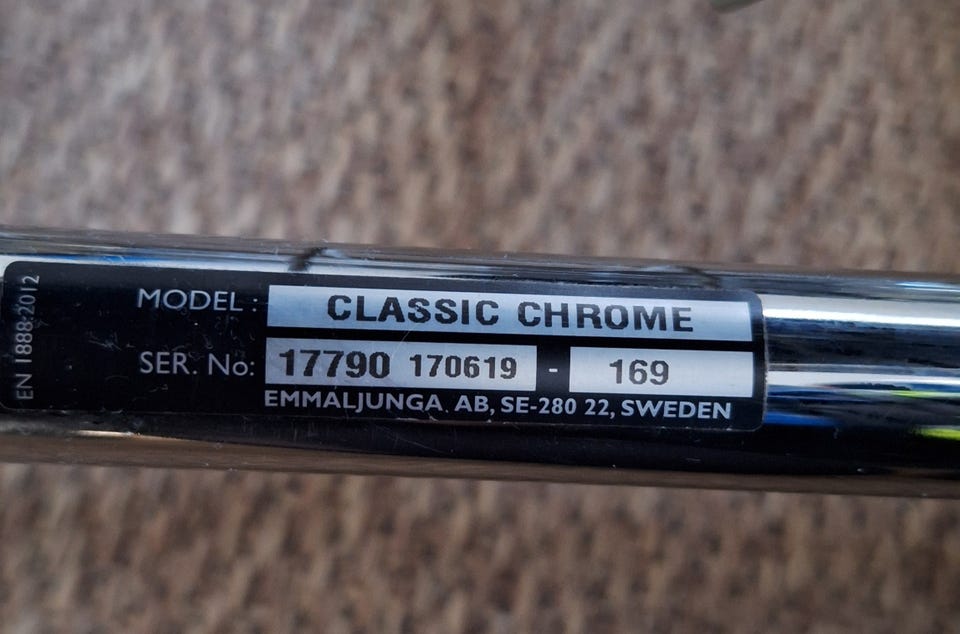 EN 1888:2012
MODEL : CLASSIC CHROME
SER. No: 17790 170619 - 169
EMMALJUNGA AB, SE-280 22, SWEDEN